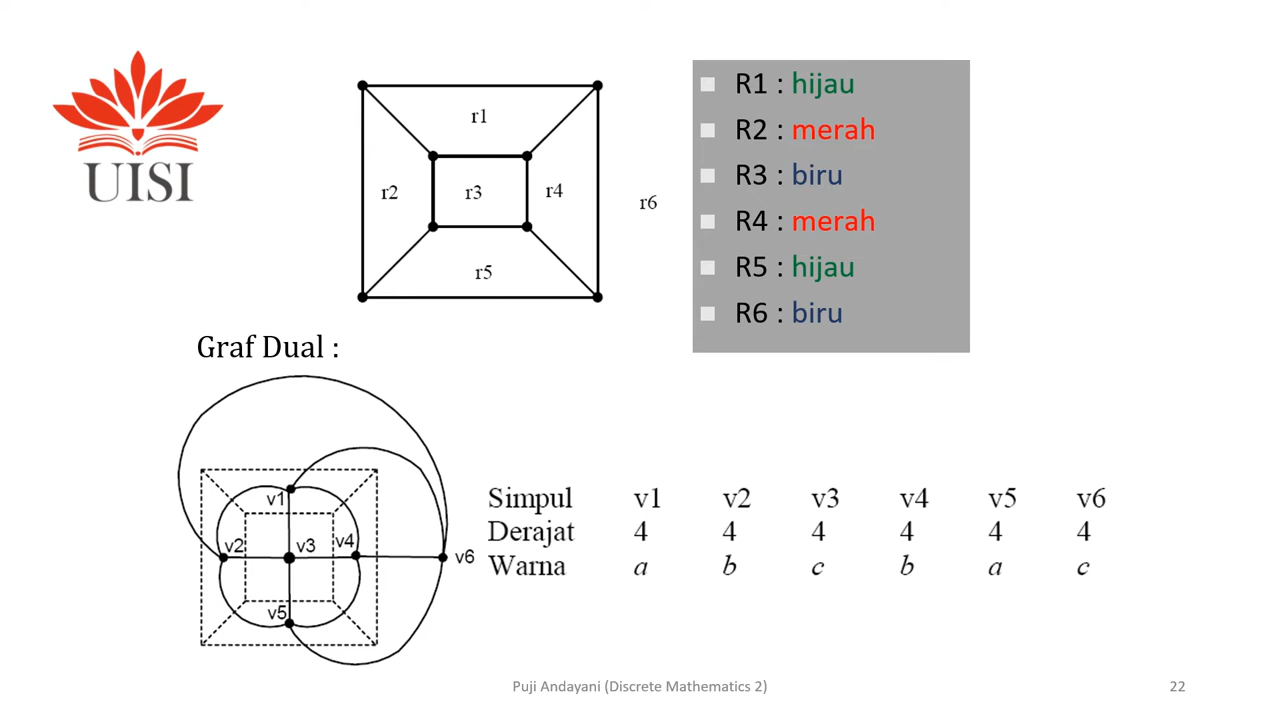 UISI
r1
r2
r3
r4
r5
r6
R1 : hijau
R2 : merah
R3 : biru
R4 : merah
R5 : hijau
R6 : biru
Graf Dual :
v1
v2
v3
v4
v5
v6
Simpul v1 v2 v3 v4 v5 v6
Derajat 4 4 4 4 4 4
Warna a b c b a c
Puji Andayani (Discrete Mathematics 2)
22